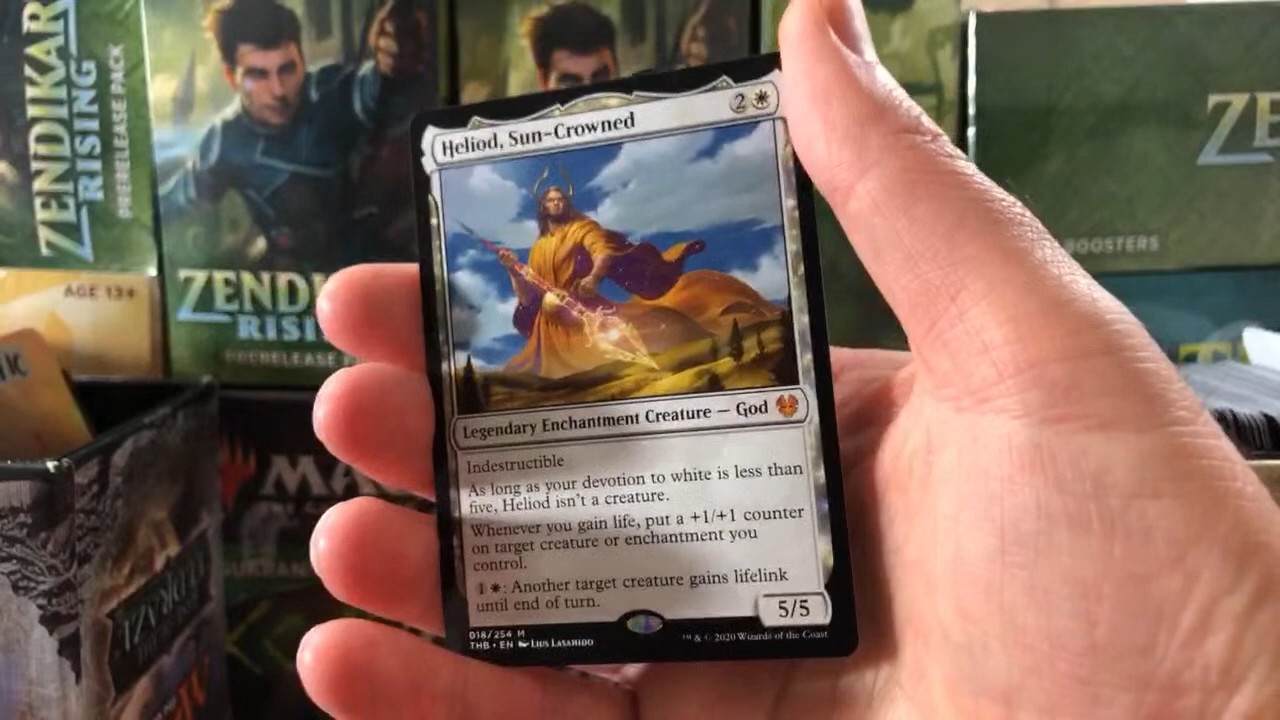 ZENDIKAR
RISING
PRERELEASE PACK
AGE 13+
ZENDI
RISING
PRERELEASE P
Heliod, Sun-Crowned
2
Legendary Enchantment Creature — God
Indestructible
As long as your devotion to white is less than
five, Heliod isn't a creature.
Whenever you gain life, put a +1/+1 counter
on target creature or enchantment you
control.
1 : Another target creature gains lifelink
until end of turn.
5/5
018/254 M
THB • EN Lius Lasahido
™ & © 2020 Wizards of the Coast
ZE
BOOSTERS
MA